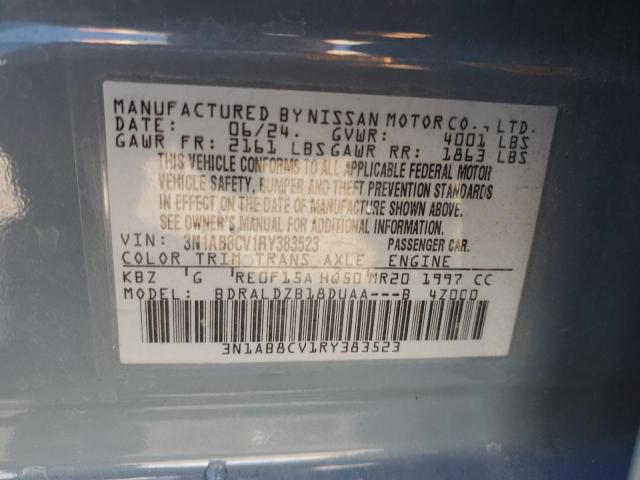 MANUFACTURED BY NISSAN MOTOR CO., LTD.
DATE: 06/24. GVWR: 4001 LBS
GAWR FR: 2161 LBS GAWR RR: 1863 LBS
THIS VEHICLE CONFORMS TO ALL APPLICABLE FEDERAL MOTOR
VEHICLE SAFETY, BUMPER AND THEFT PREVENTION STANDARDS
IN EFFECT ON THE DATE OF MANUFACTURE SHOWN ABOVE.
SEE OWNER'S MANUAL FOR ADDITIONAL INFORMATION.
VIN: 3N1AB8CV1RY383523 PASSENGER CAR.
COLOR TRIM TRANS AXLE ENGINE
KBZ G RE0F15A HQ50 MR20 1997 CC
MODEL: BDRALDZB18DUAA---B 4Z000
3N1AB8CV1RY383523